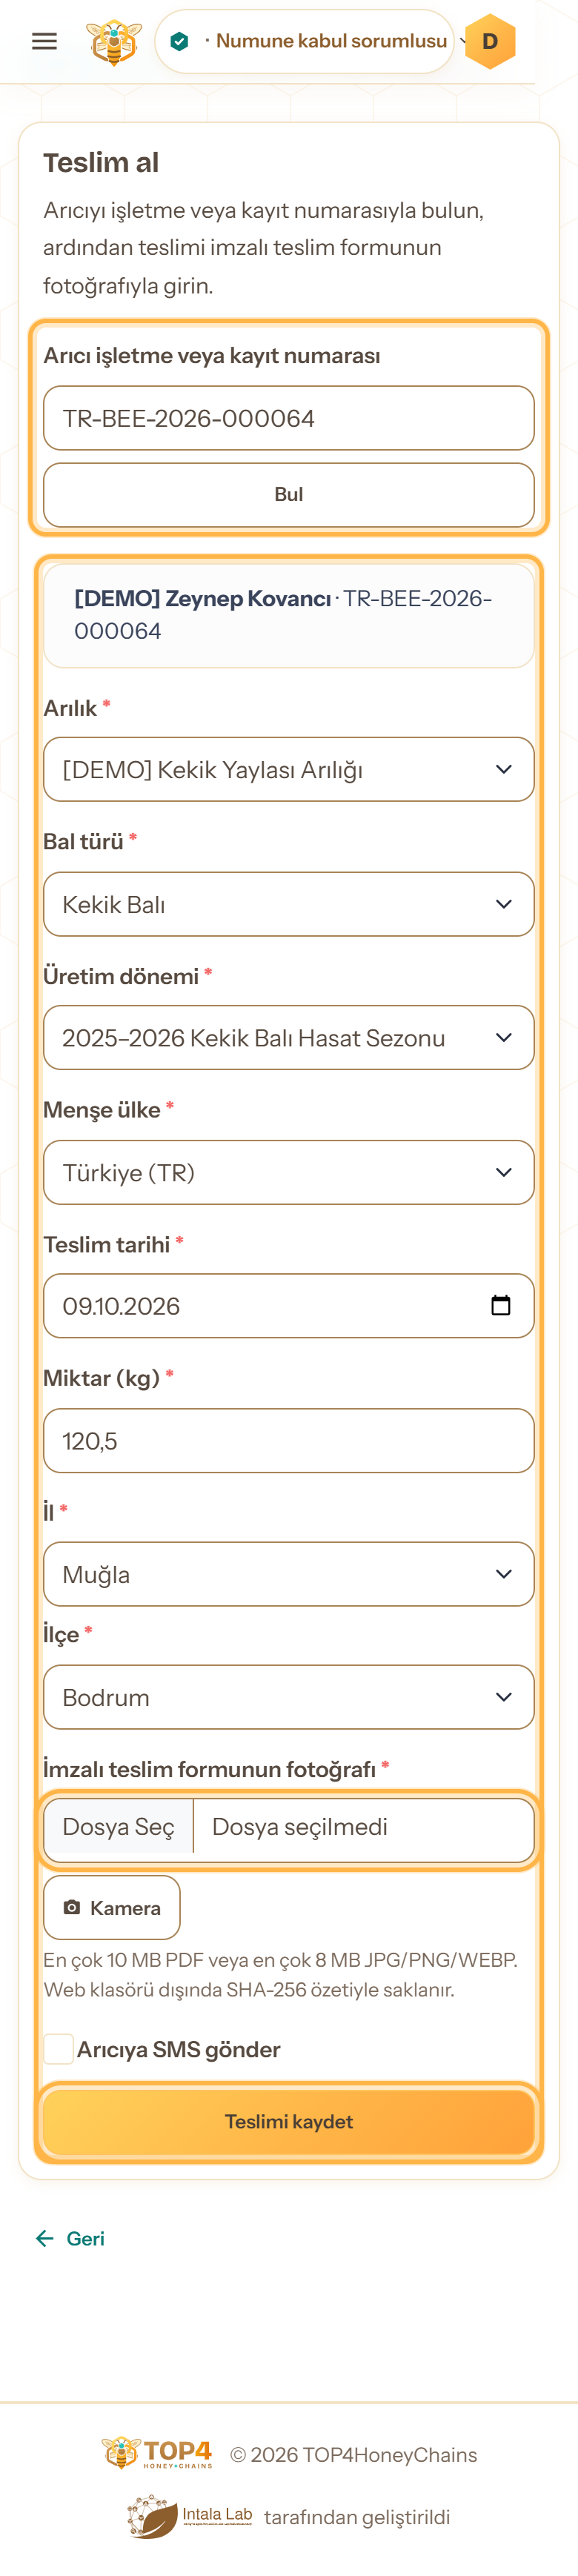 · Numune kabul sorumlusu
D
Teslim al
Arıcıyı işletme veya kayıt numarasıyla bulun,
ardından teslimi imzalı teslim formunun
fotoğrafıyla girin.
Arıcı işletme veya kayıt numarası
TR-BEE-2026-000064
Bul
[DEMO] Zeynep Kovancı · TR-BEE-2026-
000064
Arılık *
[DEMO] Kekik Yaylası Arılığı
Bal türü *
Kekik Balı
Üretim dönemi *
2025–2026 Kekik Balı Hasat Sezonu
Menşe ülke *
Türkiye (TR)
Teslim tarihi *
09.10.2026
Miktar (kg) *
120,5
İl *
Muğla
İlçe *
Bodrum
İmzalı teslim formunun fotoğrafı *
Dosya Seç Dosya seçilmedi
Kamera
En çok 10 MB PDF veya en çok 8 MB JPG/PNG/WEBP.
Web klasörü dışında SHA-256 özetiyle saklanır.
Arıcıya SMS gönder
Teslimi kaydet
Geri
TOP4
HONEY CHAINS
© 2026 TOP4HoneyChains
Intala Lab
tarafından geliştirildi